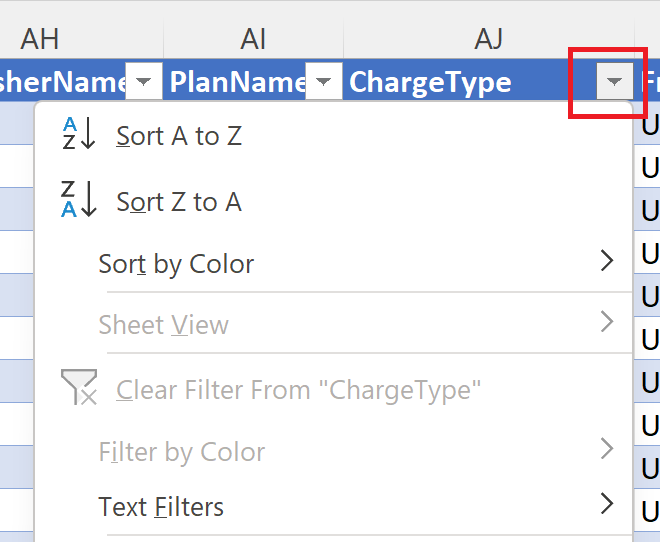 AH AI AJ
sherName PlanName ChargeType
Sort A to Z
Sort Z to A
Sort by Color
Sheet View
Clear Filter From "ChargeType"
Filter by Color
Text Filters
U
U
U
U
U
U
U
U
U
U